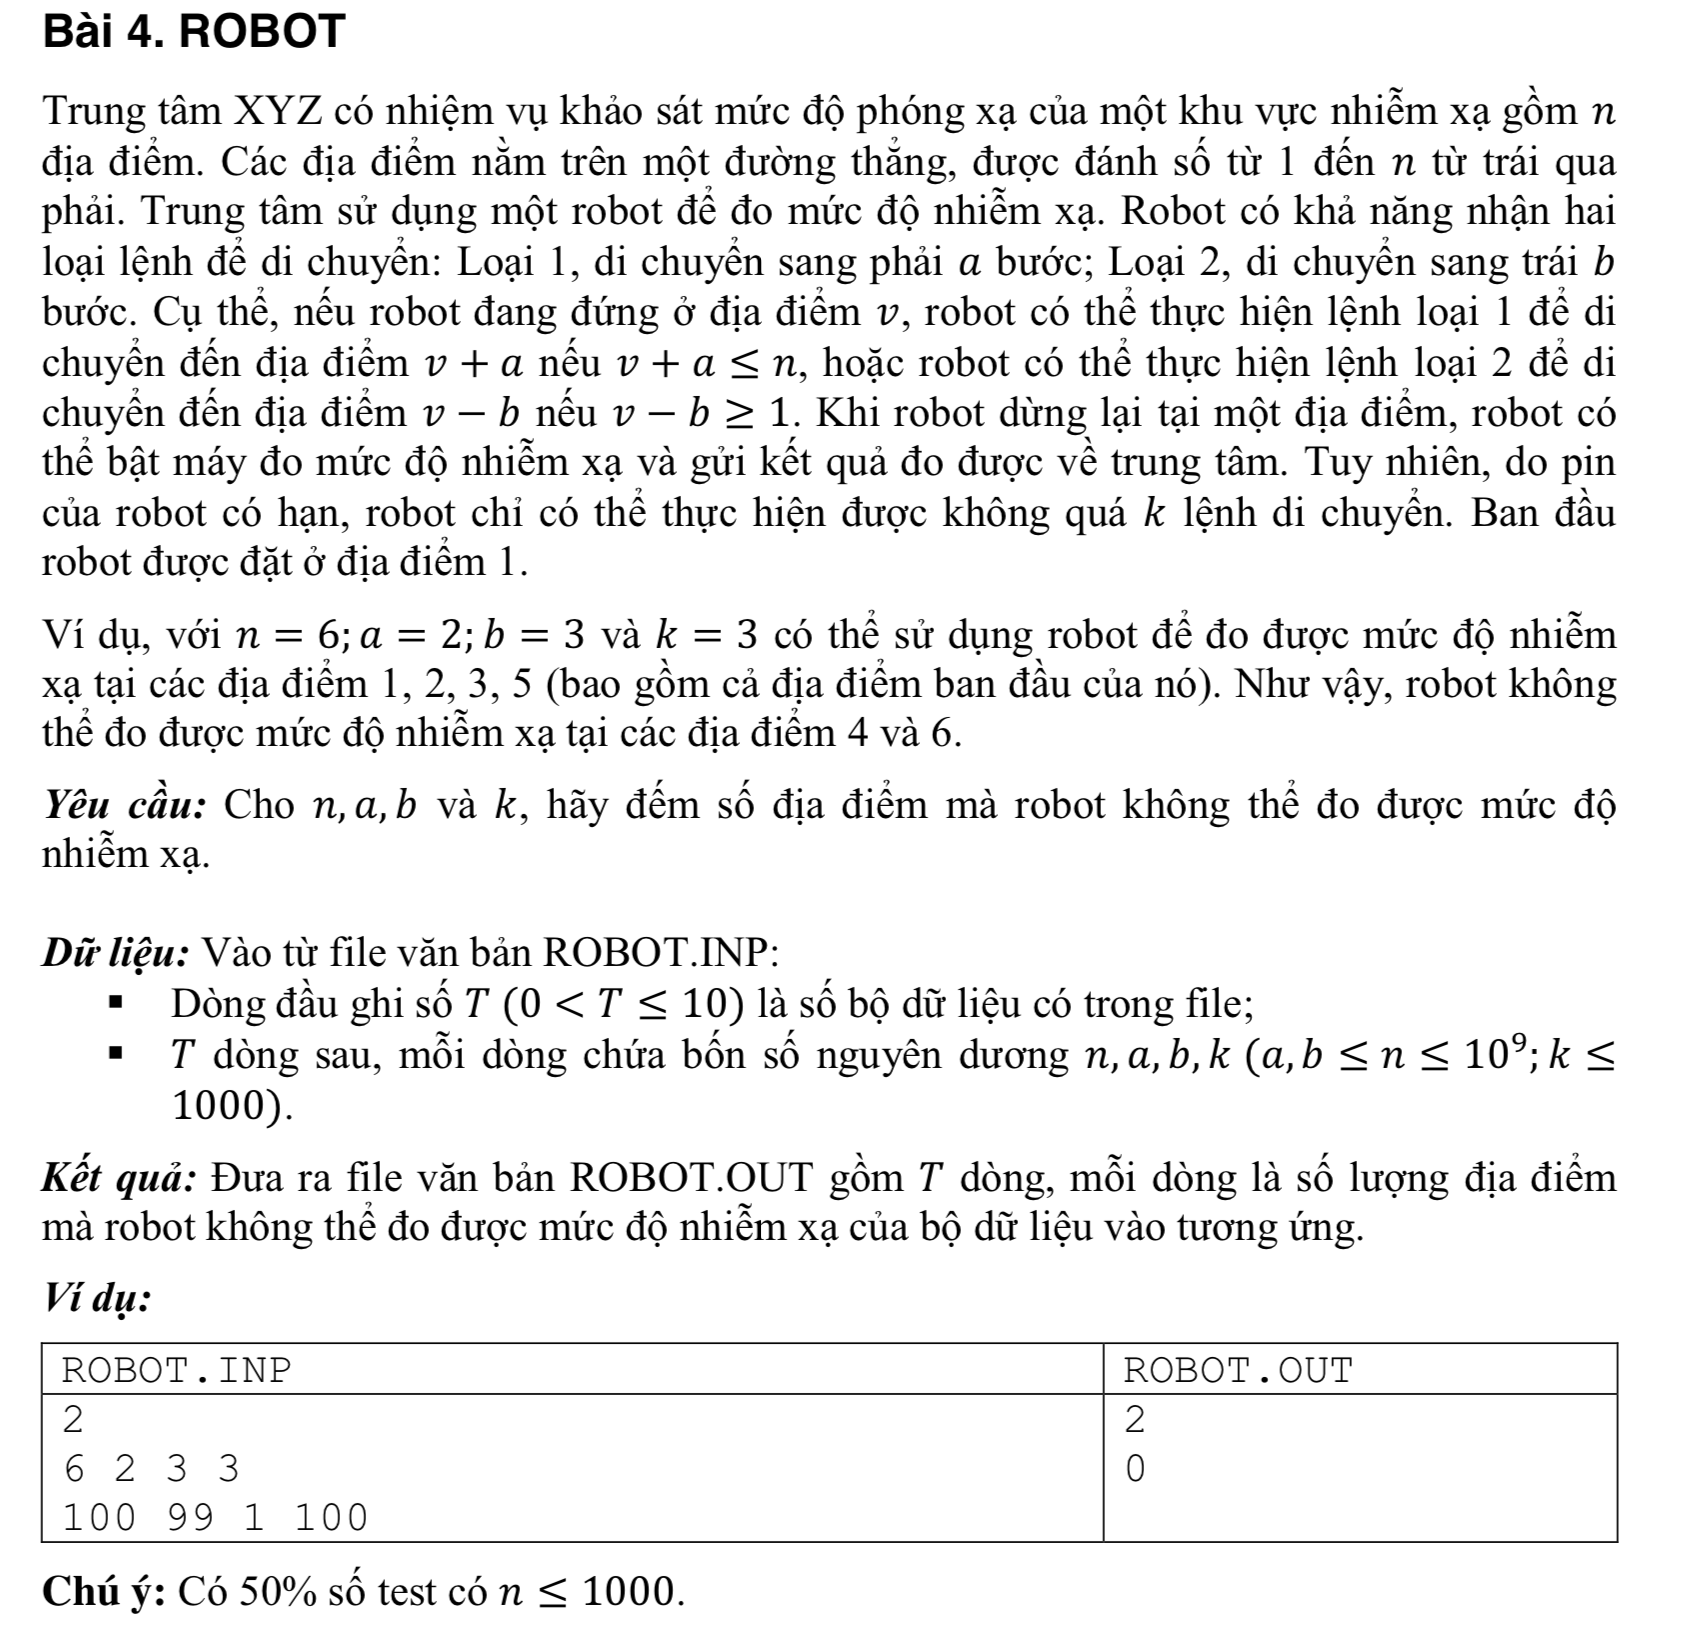 Bài 4. ROBOT
Trung tâm XYZ có nhiệm vụ khảo sát mức độ phóng xạ của một khu vực nhiễm xạ gồm n
địa điểm. Các địa điểm nằm trên một đường thẳng, được đánh số từ 1 đến n từ trái qua
phải. Trung tâm sử dụng một robot để đo mức độ nhiễm xạ. Robot có khả năng nhận hai
loại lệnh để di chuyển: Loại 1, di chuyển sang phải a bước; Loại 2, di chuyển sang trái b
bước. Cụ thể, nếu robot đang đứng ở địa điểm v, robot có thể thực hiện lệnh loại 1 để di
chuyển đến địa điểm v + a nếu v + a ≤ n, hoặc robot có thể thực hiện lệnh loại 2 để di
chuyển đến địa điểm v − b nếu v − b ≥ 1. Khi robot dừng lại tại một địa điểm, robot có
thể bật máy đo mức độ nhiễm xạ và gửi kết quả đo được về trung tâm. Tuy nhiên, do pin
của robot có hạn, robot chỉ có thể thực hiện được không quá k lệnh di chuyển. Ban đầu
robot được đặt ở địa điểm 1.
Ví dụ, với n = 6; a = 2; b = 3 và k = 3 có thể sử dụng robot để đo được mức độ nhiễm
xạ tại các địa điểm 1, 2, 3, 5 (bao gồm cả địa điểm ban đầu của nó). Như vậy, robot không
thể đo được mức độ nhiễm xạ tại các địa điểm 4 và 6.
Yêu cầu: Cho n, a, b và k, hãy đếm số địa điểm mà robot không thể đo được mức độ
nhiễm xạ.
Dữ liệu: Vào từ file văn bản ROBOT.INP:
▪ Dòng đầu ghi số T (0 < T ≤ 10) là số bộ dữ liệu có trong file;
▪ T dòng sau, mỗi dòng chứa bốn số nguyên dương n, a, b, k (a, b ≤ n ≤ 10⁹; k ≤
1000).
Kết quả: Đưa ra file văn bản ROBOT.OUT gồm T dòng, mỗi dòng là số lượng địa điểm
mà robot không thể đo được mức độ nhiễm xạ của bộ dữ liệu vào tương ứng.
Ví dụ:
ROBOT.INP ROBOT.OUT
2 2
6 2 3 3 0
100 99 1 100
Chú ý: Có 50% số test có n ≤ 1000.